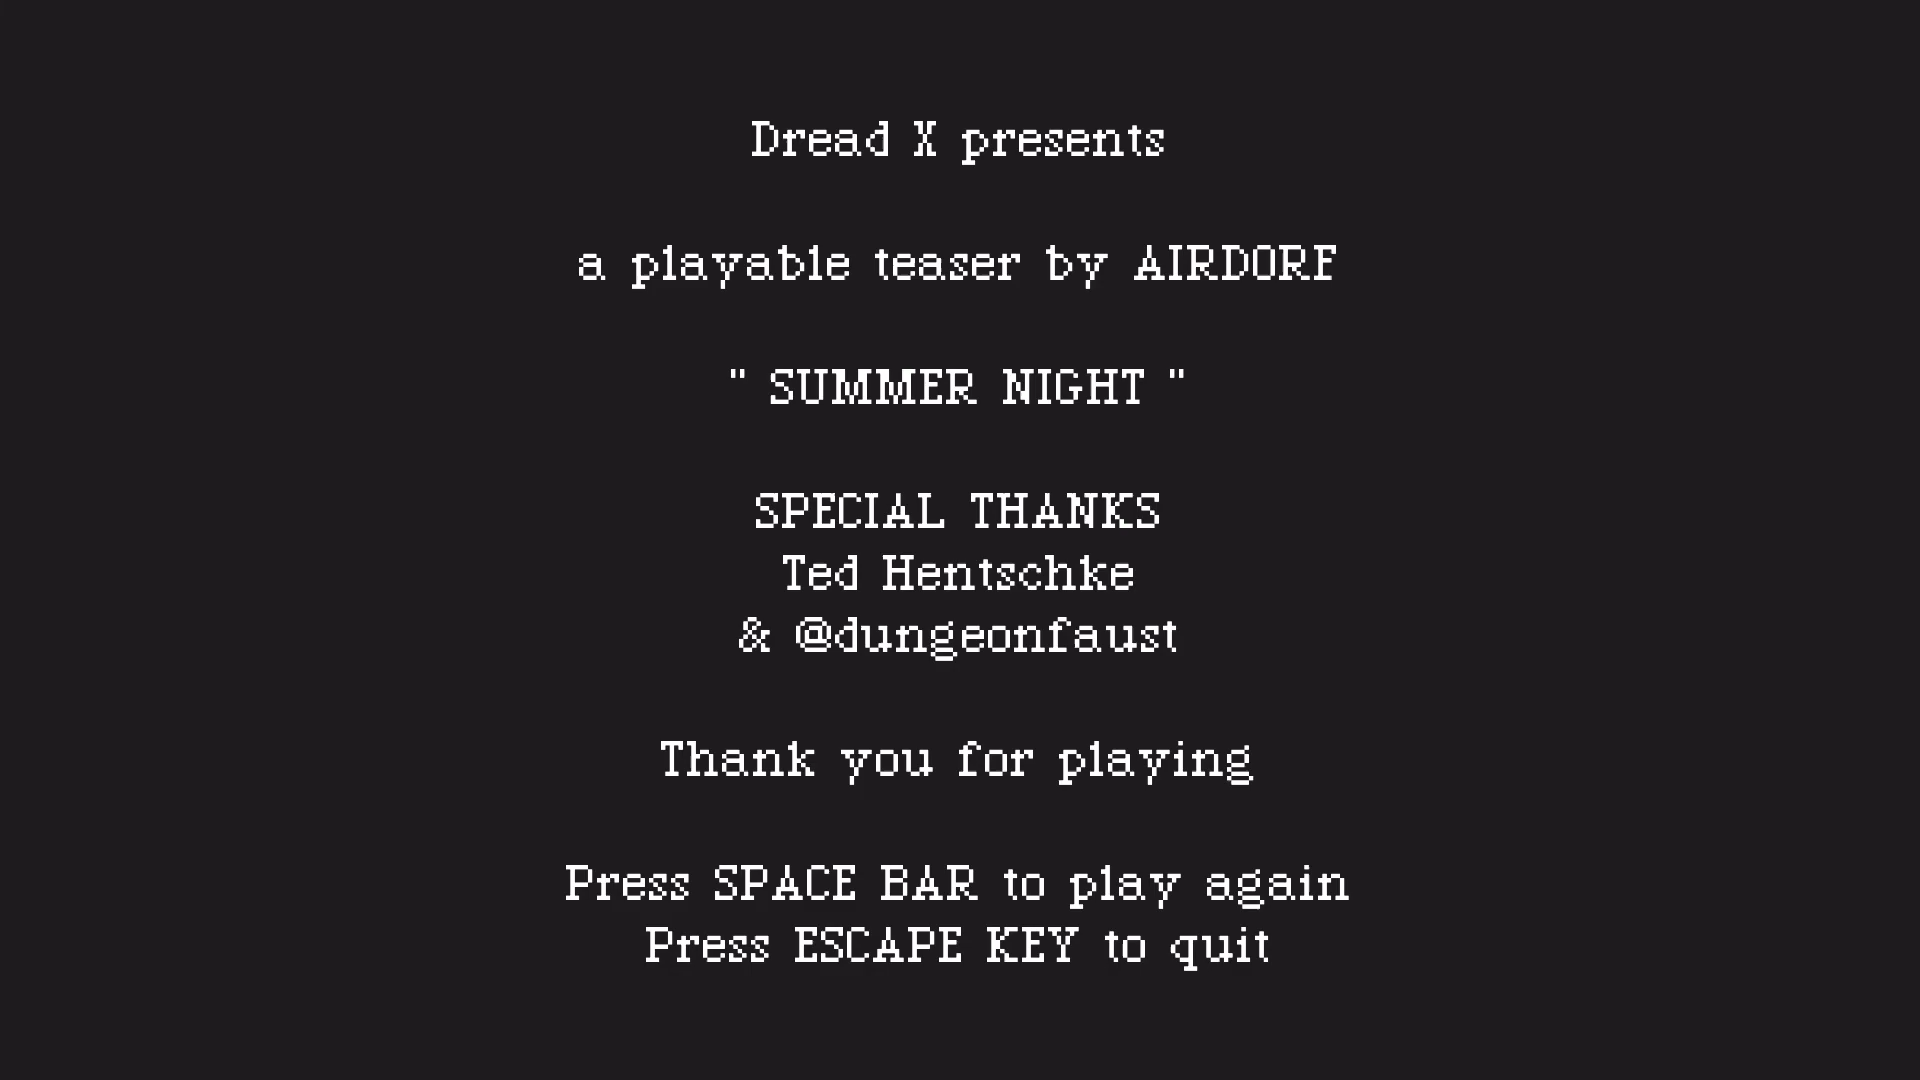 Dread X presents
a playable teaser by AIRDORF
" SUMMER NIGHT "
SPECIAL THANKS
Ted Hentschke
& @dungeonfaust
Thank you for playing
Press SPACE BAR to play again
Press ESCAPE KEY to quit